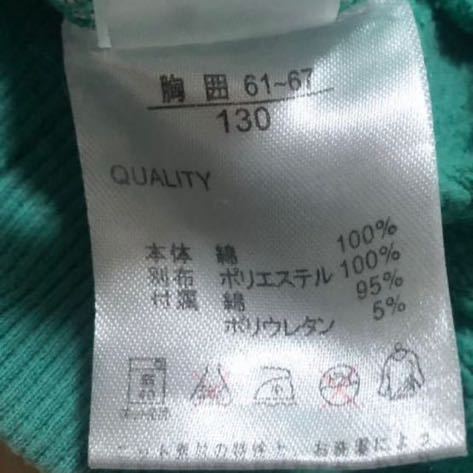 胸囲 61~67
130
QUALITY
本体 綿 100%
別布 ポリエステル 100%
付属 綿 95%
ポリウレタン 5%